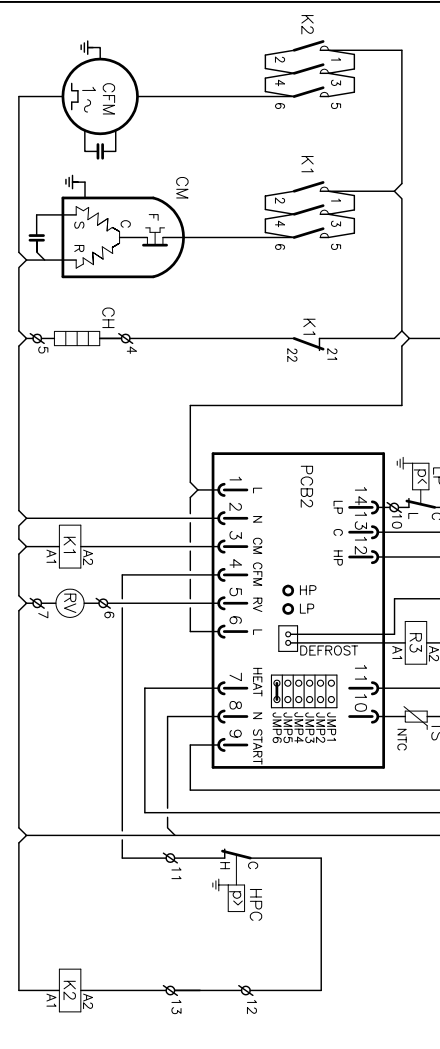 K2
1 3 5
2 4 6
CFM
1 ~
K1
1 3 5
2 4 6
CM
F
C
S R
K1
21
22
CH
4
5
PCB2
14 13 12
LP C HP
LP
P<
C
L
10
1 L
2 N
3 CM
4 CFM
5 RV
6 L
HP
LP
DEFROST
R3
A1 A2
HEAT
7
8 N
9 START
JMP1
JMP2
JMP3
JMP4
JMP5
JMP6
11 10
TS
NTC
K1
A1 A2
RV
6
7
HPC
P>
C
H
11
K2
A1 A2
13
12